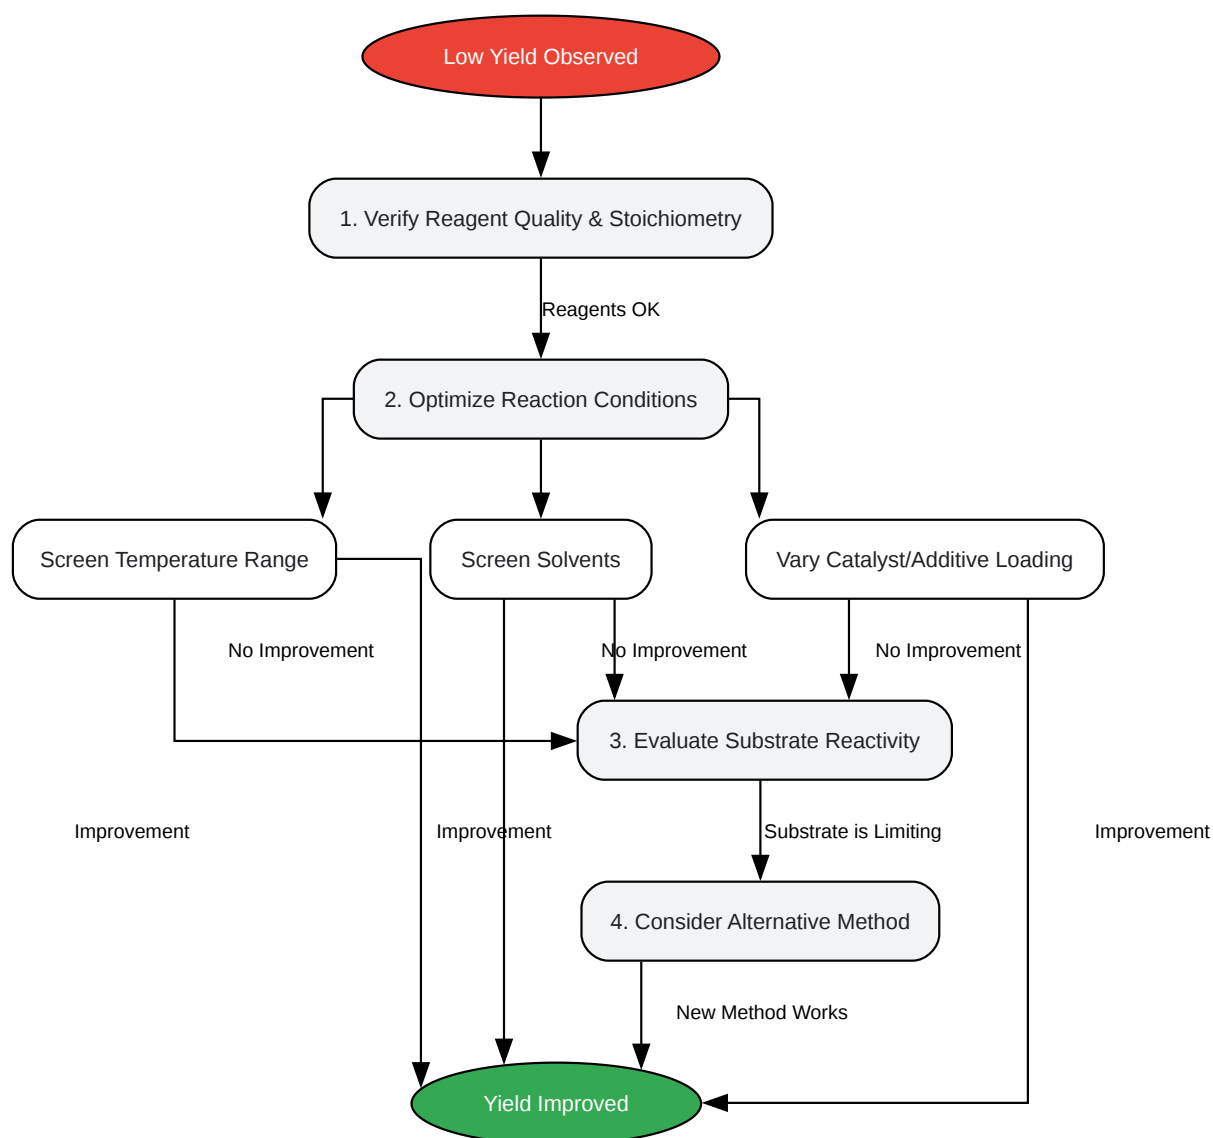 Low Yield Observed
1. Verify Reagent Quality & Stoichiometry
Reagents OK
2. Optimize Reaction Conditions
Screen Temperature Range
Screen Solvents
Vary Catalyst/Additive Loading
No Improvement
No Improvement
No Improvement
3. Evaluate Substrate Reactivity
Improvement
Improvement
Substrate is Limiting
Improvement
4. Consider Alternative Method
New Method Works
Yield Improved